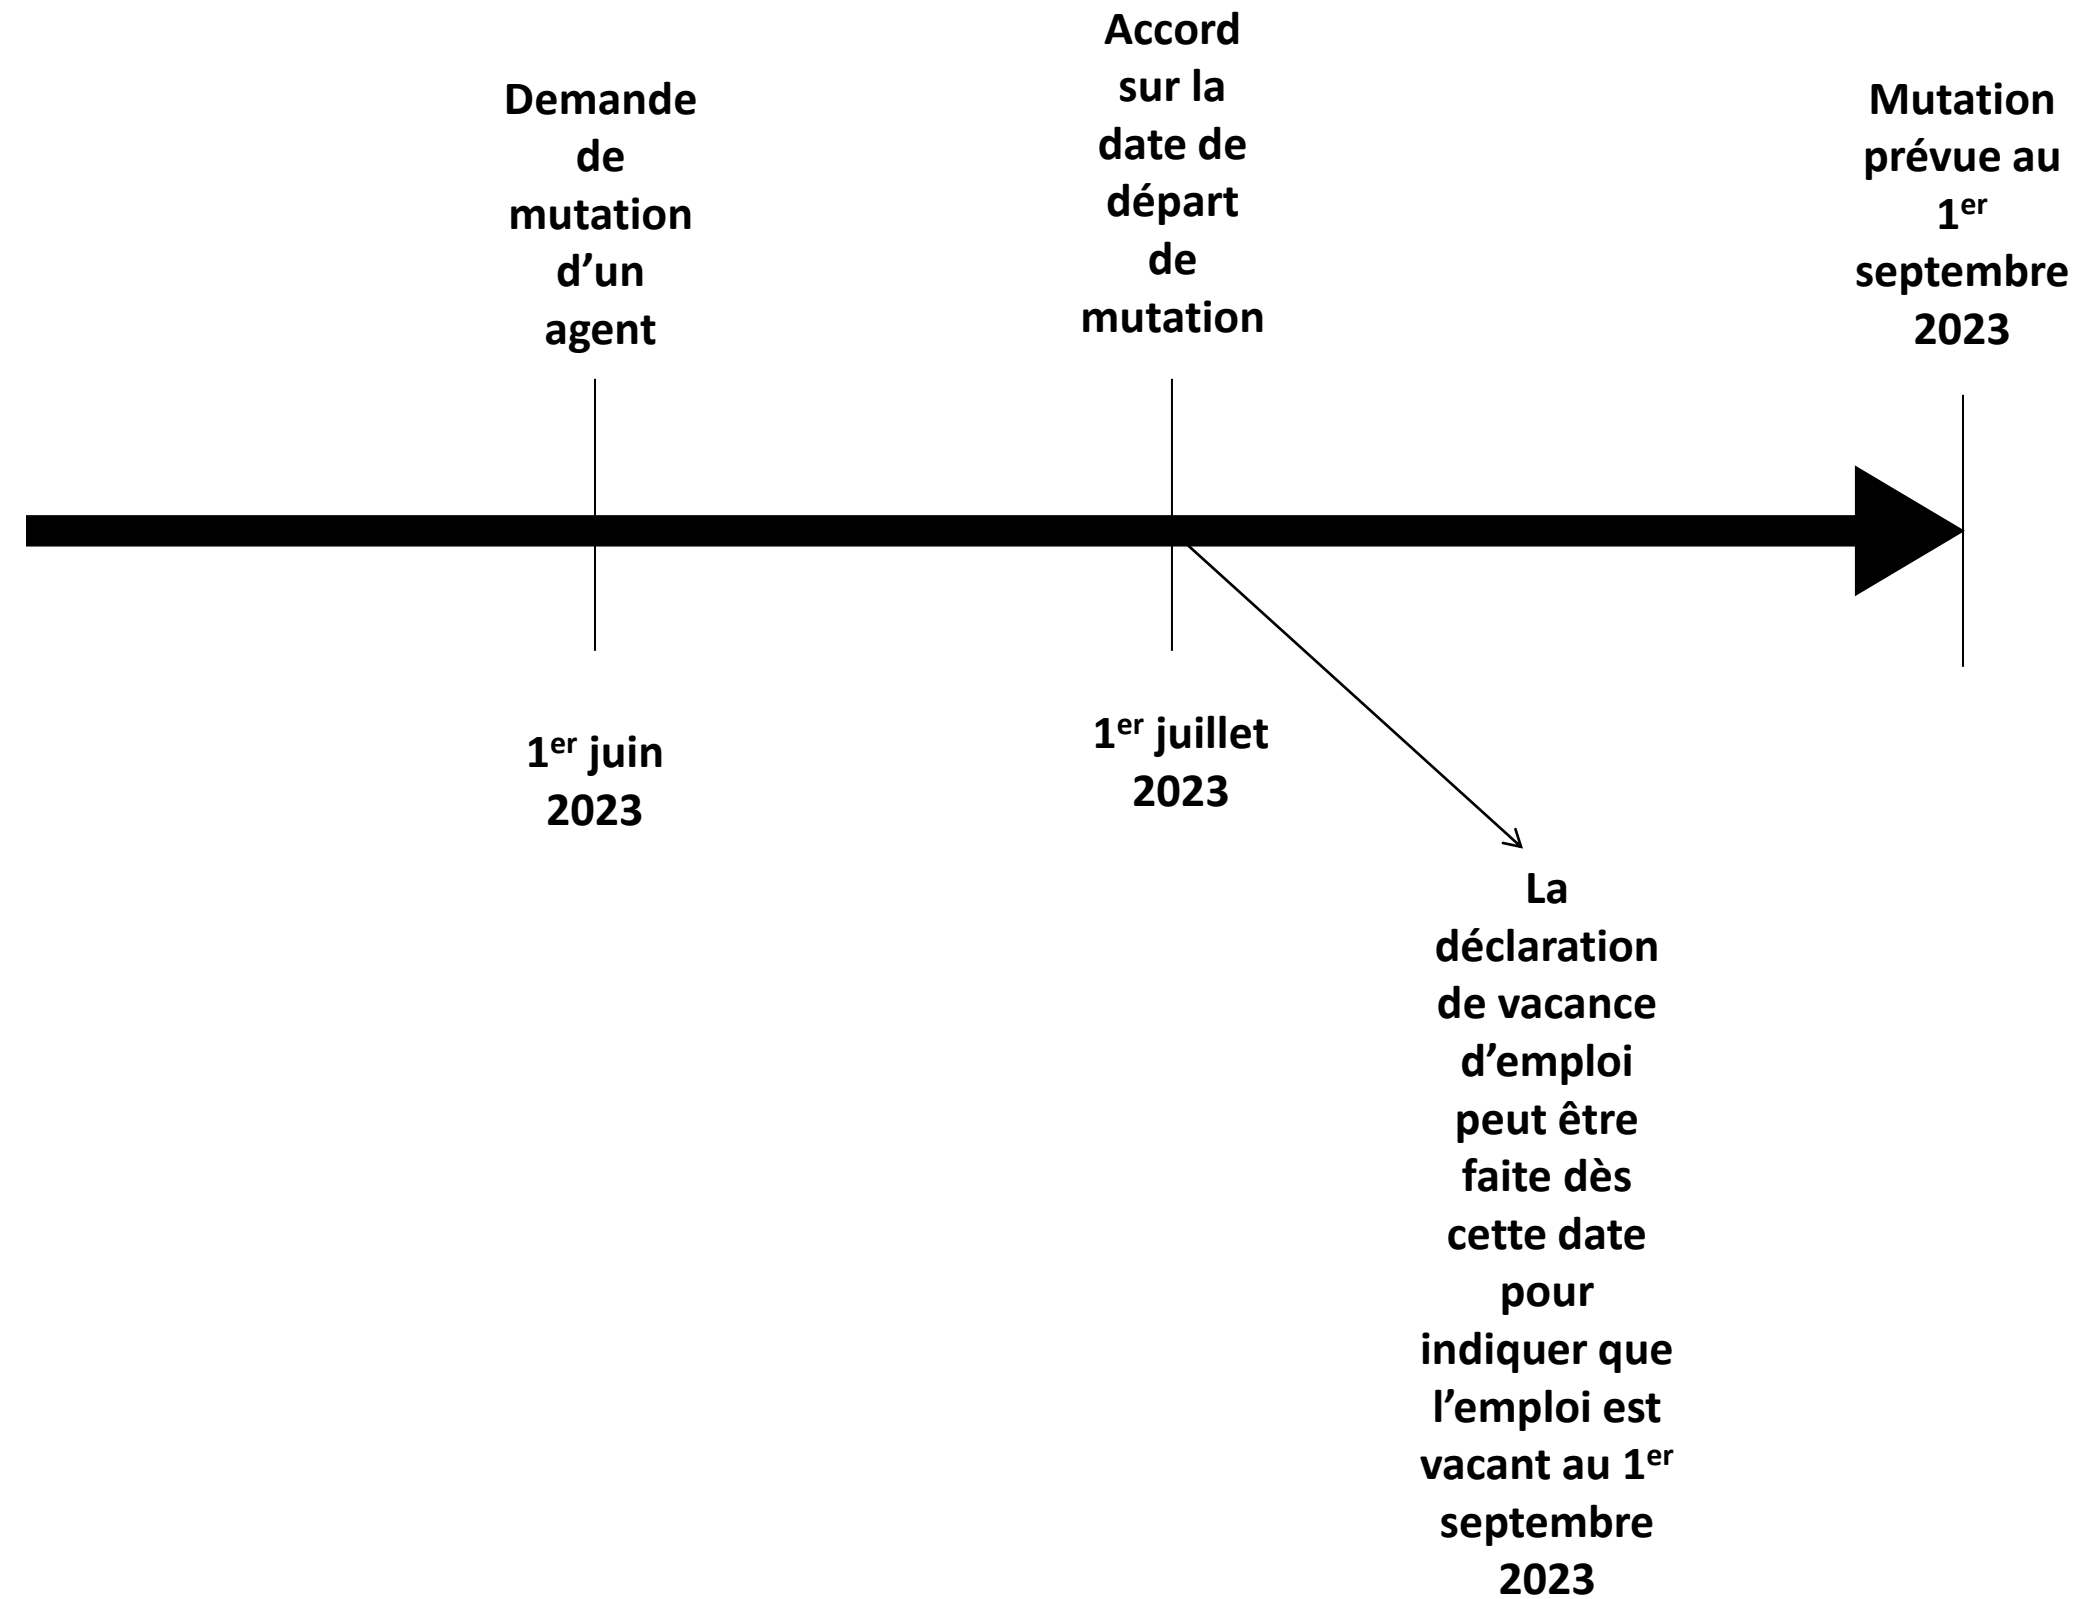 Demande
de
mutation
d’un
agent
Accord
sur la
date de
départ
de
mutation
Mutation
prévue au
1er
septembre
2023
1er juin
2023
1er juillet
2023
La
déclaration
de vacance
d’emploi
peut être
faite dès
cette date
pour
indiquer que
l’emploi est
vacant au 1er
septembre
2023